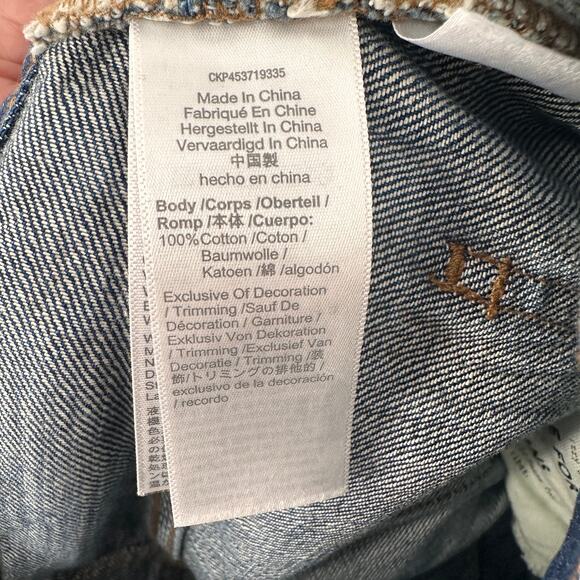 CKP453719335
Made In China
Fabriqué En Chine
Hergestellt In China
Vervaardigd In China
中国製
hecho en china
Body /Corps /Oberteil /
Romp /本体 /Cuerpo:
100%Cotton /Coton /
Baumwolle /
Katoen /綿 /algodón
Exclusive Of Decoration
/ Trimming /Sauf De
Décoration / Garniture /
Exklusiv Von Dekoration
/ Trimming /Exclusief Van
Decoratie / Trimming /装
飾/トリミングの排他的 /
exclusivo de la decoración
/ recordo